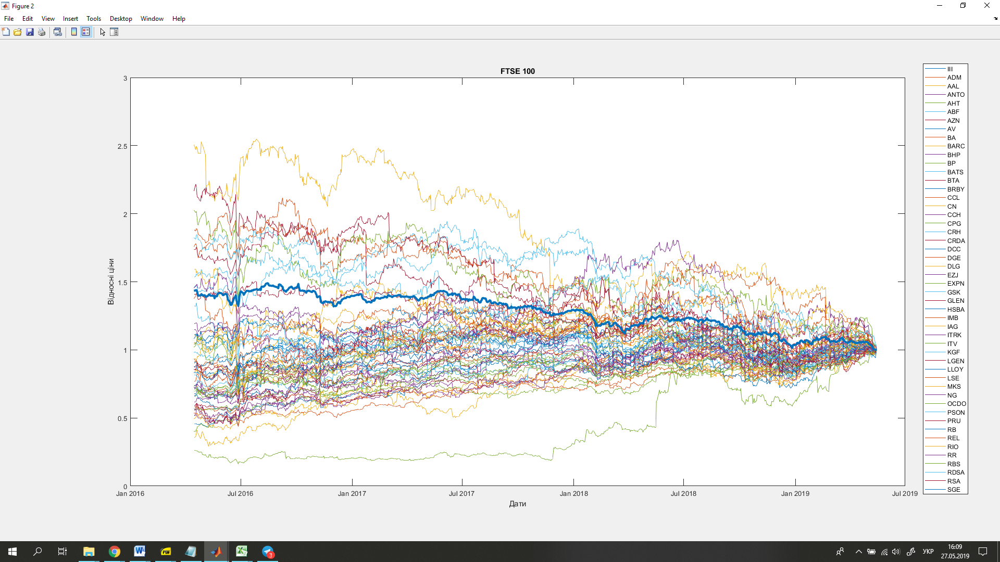 Figure 2
File Edit View Insert Tools Desktop Window Help
FTSE 100
3
2.5
2
1.5
1
0.5
0
Відносні ціни
Jan 2016 Jul 2016 Jan 2017 Jul 2017 Jan 2018 Jul 2018 Jan 2019 Jul 2019
Дати
III
ADM
AAL
ANTO
AHT
ABF
AZN
AV
BA
BARC
BHP
BP
BATS
BTA
BRBY
CCL
CN
CCH
CPG
CRH
CRDA
DCC
DGE
DLG
EZJ
EXPN
GSK
GLEN
HSBA
IMB
IAG
ITRK
ITV
KGF
LGEN
LLOY
LSE
MKS
NG
OCDO
PSON
PRU
RB
REL
RIO
RR
RBS
RDSA
RSA
SGE
PDF
3
УКР
16:09
27.05.2019